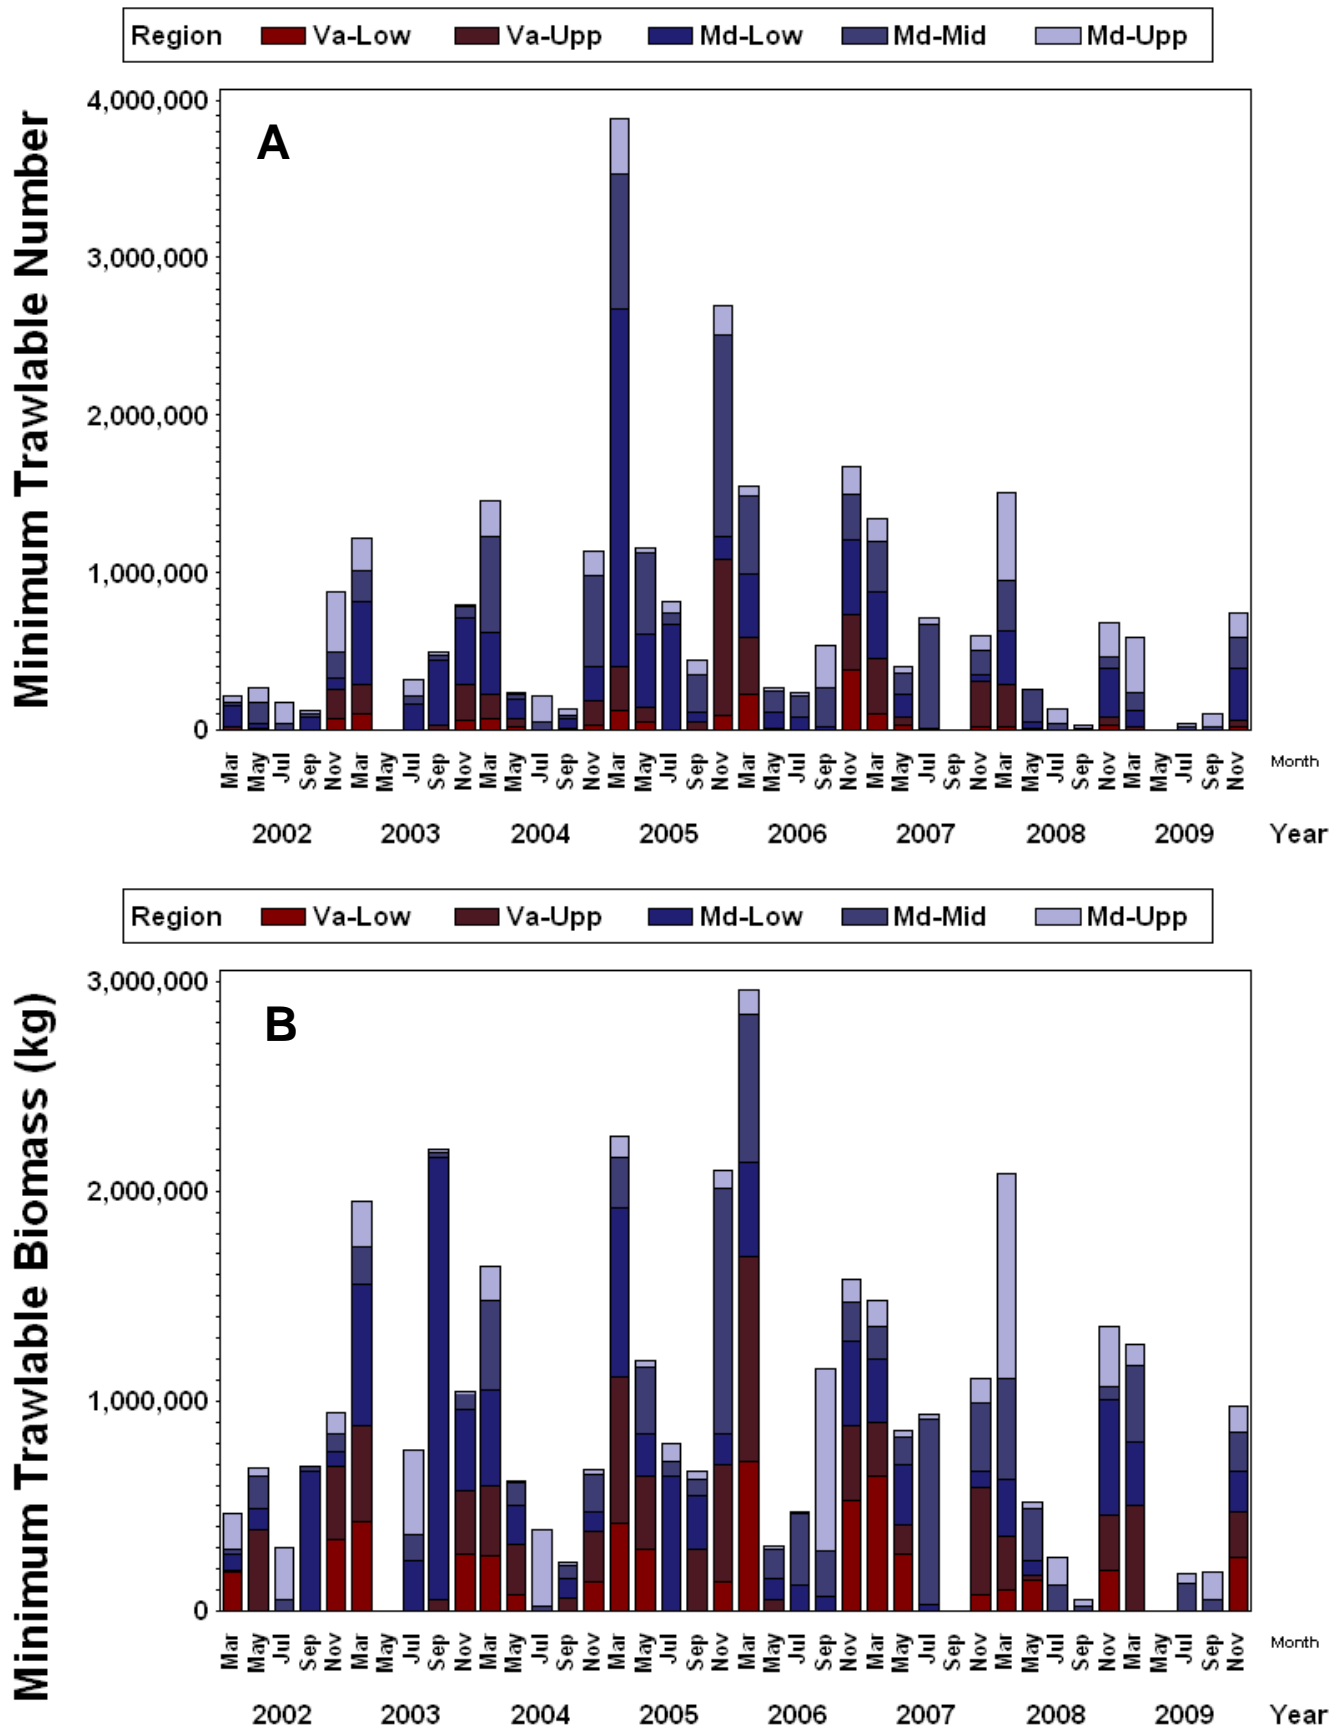 Region Va-Low Va-Upp Md-Low Md-Mid Md-Upp
Minimum Trawlable Number
A
4,000,000
3,000,000
2,000,000
1,000,000
0
Mar May Jul Sep Nov Mar May Jul Sep Nov Mar May Jul Sep Nov Mar May Jul Sep Nov Mar May Jul Sep Nov Mar May Jul Sep Nov Mar May Jul Sep Nov Mar May Jul Sep Nov Month
2002 2003 2004 2005 2006 2007 2008 2009 Year
Region Va-Low Va-Upp Md-Low Md-Mid Md-Upp
Minimum Trawlable Biomass (kg)
B
3,000,000
2,000,000
1,000,000
0
Mar May Jul Sep Nov Mar May Jul Sep Nov Mar May Jul Sep Nov Mar May Jul Sep Nov Mar May Jul Sep Nov Mar May Jul Sep Nov Mar May Jul Sep Nov Mar May Jul Sep Nov Month
2002 2003 2004 2005 2006 2007 2008 2009 Year